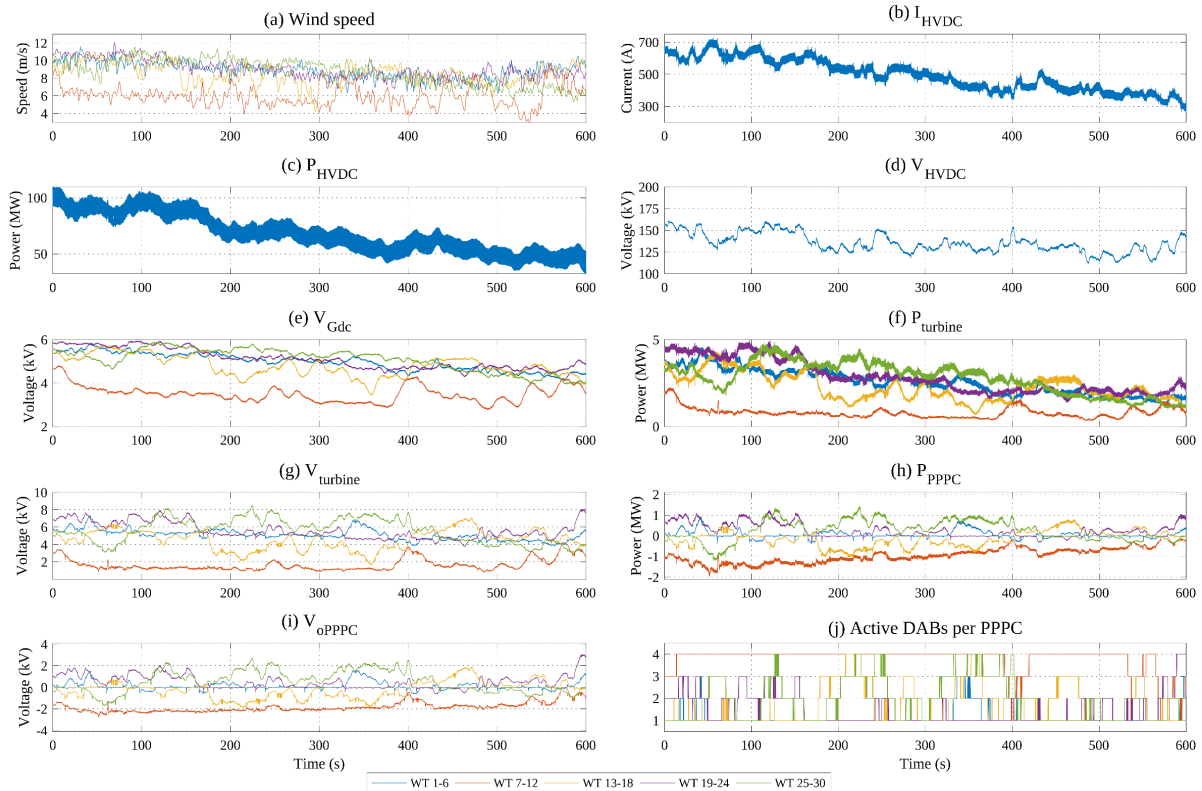 (a) Wind speed
Speed (m/s)
12
10
8
6
4
0 100 200 300 400 500 600
(b) I_HVDC
Current (A)
700
500
300
0 100 200 300 400 500 600
(c) P_HVDC
Power (MW)
100
50
0 100 200 300 400 500 600
(d) V_HVDC
Voltage (kV)
200
175
150
125
100
0 100 200 300 400 500 600
(e) V_Gdc
Voltage (kV)
6
4
2
0 100 200 300 400 500 600
(f) P_turbine
Power (MW)
5
0
0 100 200 300 400 500 600
(g) V_turbine
Voltage (kV)
10
8
6
4
2
0 100 200 300 400 500 600
(h) P_PPPC
Power (MW)
2
1
0
-1
-2
0 100 200 300 400 500 600
(i) V_oPPPC
Voltage (kV)
4
2
0
-2
-4
0 100 200 300 400 500 600
Time (s)
(j) Active DABs per PPPC
4
3
2
1
0 100 200 300 400 500 600
Time (s)
WT 1-6 WT 7-12 WT 13-18 WT 19-24 WT 25-30